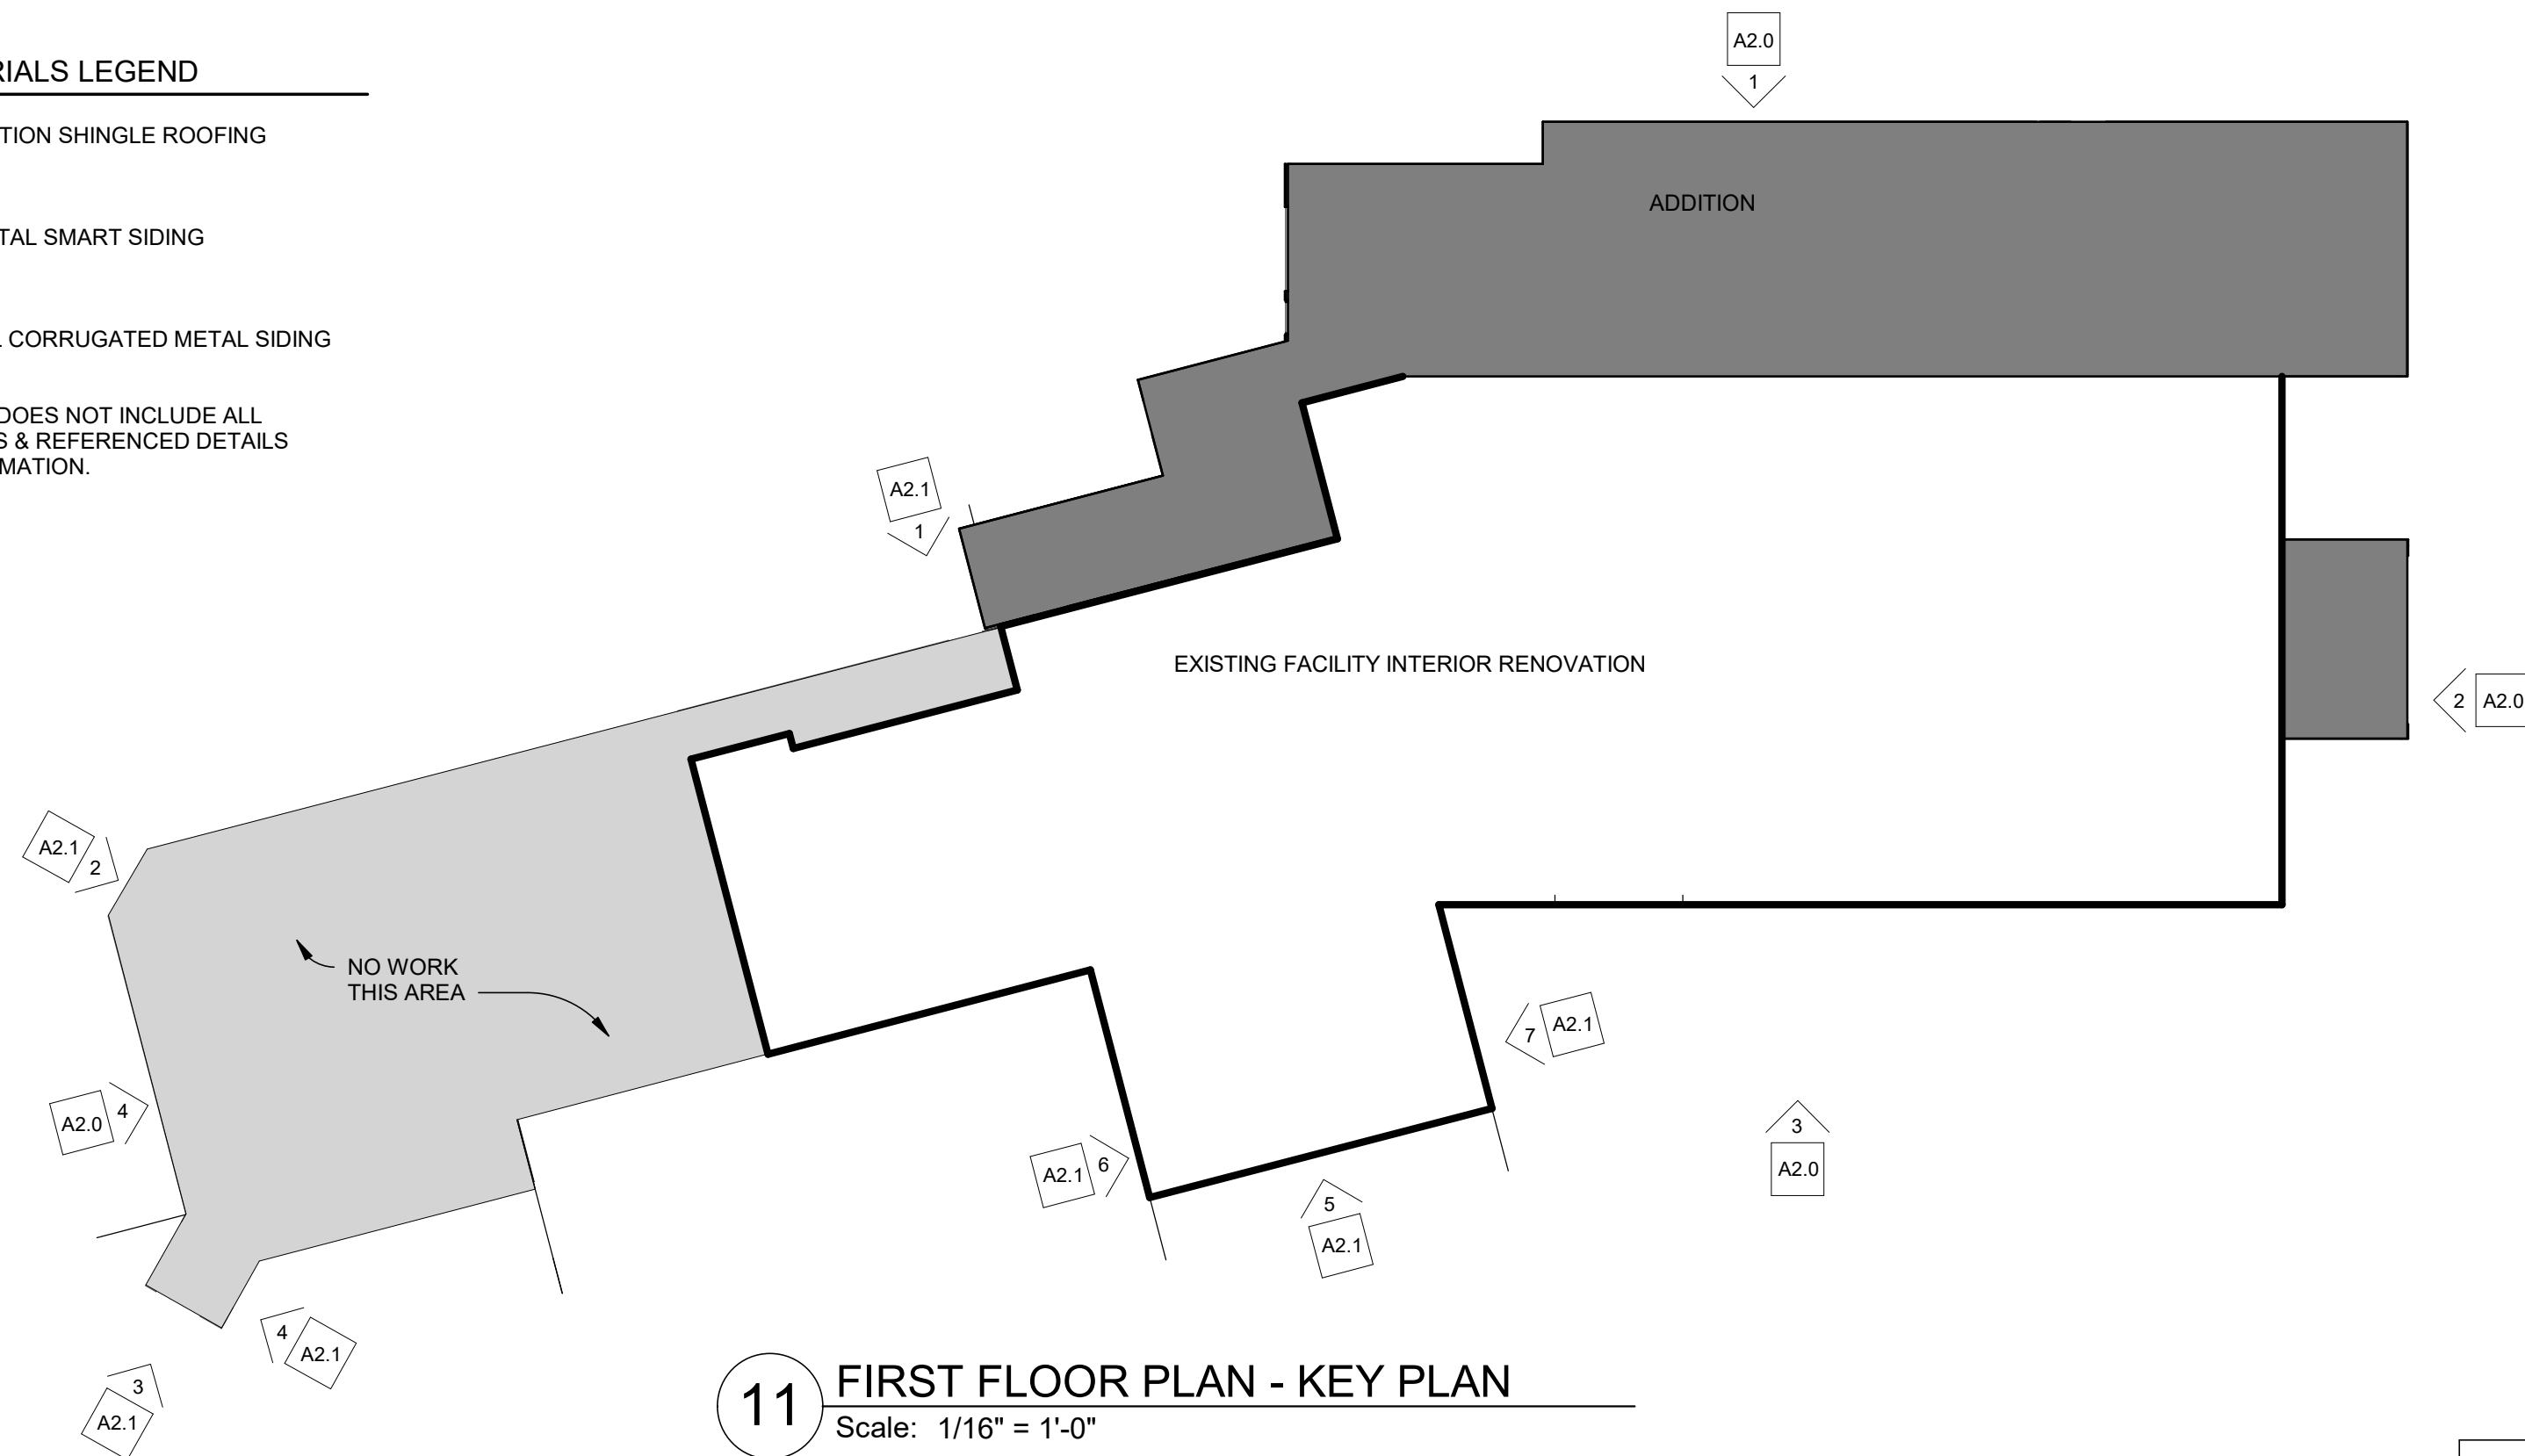 RIALS LEGEND
TION SHINGLE ROOFING
TAL SMART SIDING
CORRUGATED METAL SIDING
DOES NOT INCLUDE ALL
S & REFERENCED DETAILS
MATION.
A2.0
1
ADDITION
A2.1
1
EXISTING FACILITY INTERIOR RENOVATION
2
A2.0
A2.1
2
NO WORK
THIS AREA
A2.0
4
7
A2.1
A2.1
6
3
A2.0
5
A2.1
4
A2.1
3
A2.1
11
FIRST FLOOR PLAN - KEY PLAN
Scale: 1/16" = 1'-0"